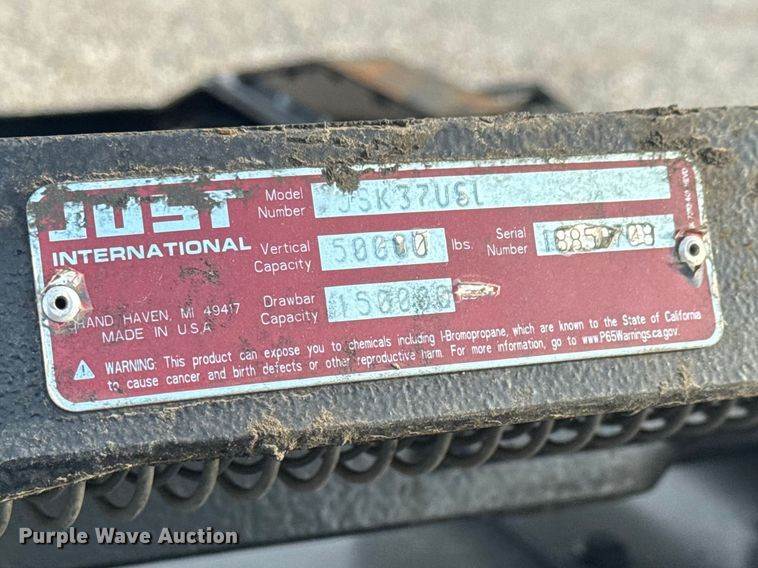 JOST
INTERNATIONAL
GRAND HAVEN, MI 49417
MADE IN U.S.A.
Model Number JSK37USL
Vertical Capacity 50000 lbs.
Serial Number
Drawbar Capacity 150000
WARNING: This product can expose you to chemicals including 1-Bromopropane, which are known to the State of California
to cause cancer and birth defects or other reproductive harm. For more information, go to www.P65Warnings.ca.gov.
Purple Wave Auction